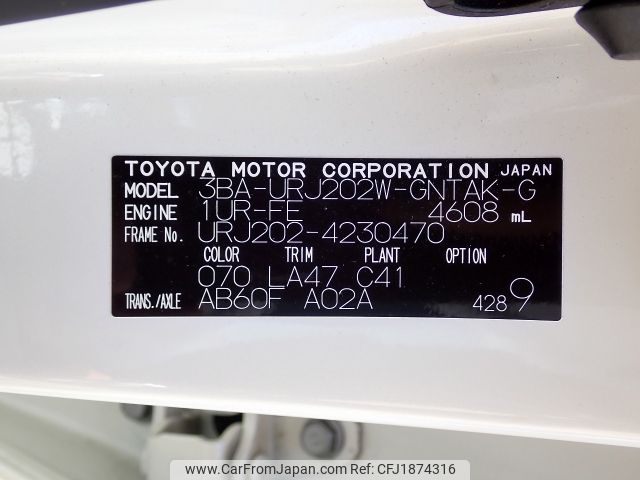 TOYOTA MOTOR CORPORATION JAPAN
MODEL 3BA-URJ202W-GNTAK-G
ENGINE 1UR-FE 4608 mL
FRAME No. URJ202-4230470
COLOR TRIM PLANT OPTION
070 LA47 C41
TRANS./AXLE AB60F A02A 428 9
©CarFromJapan.com. Ref No: CFJ1874316